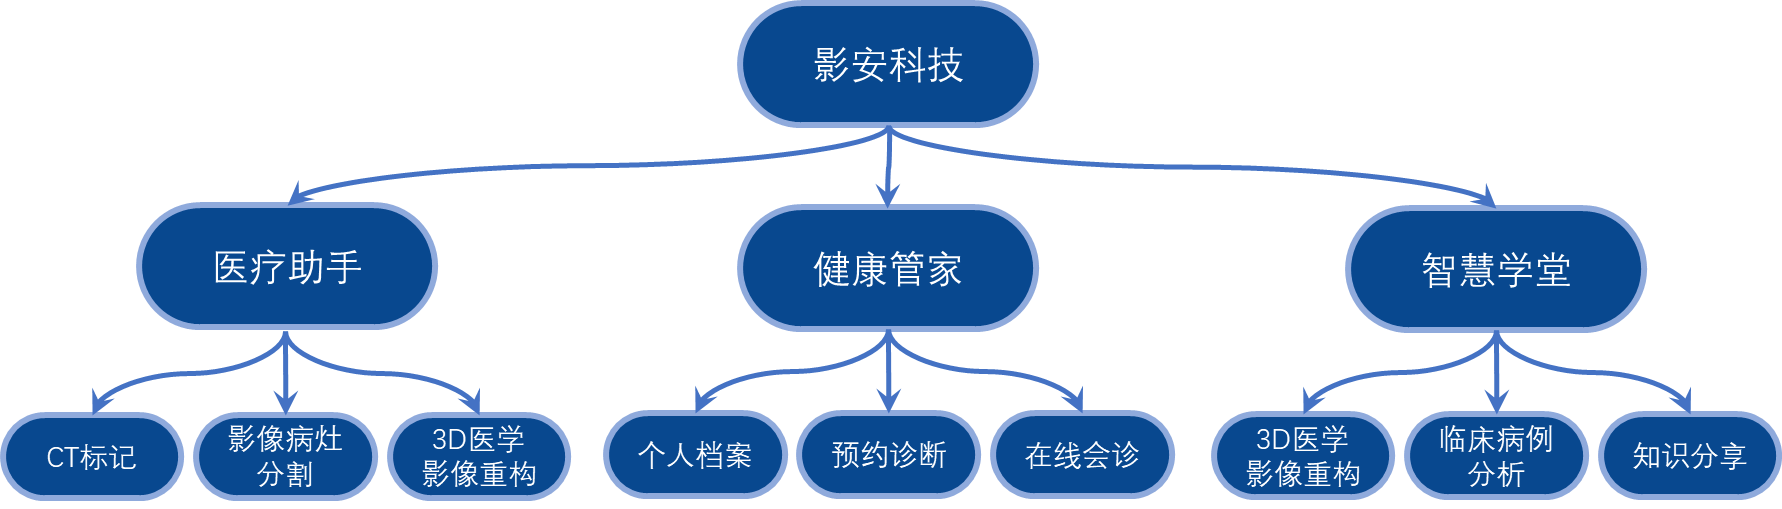 影安科技
医疗助手
健康管家
智慧学堂
CT标记
影像病灶
分割
3D医学
影像重构
个人档案
预约诊断
在线会诊
3D医学
影像重构
临床病例
分析
知识分享